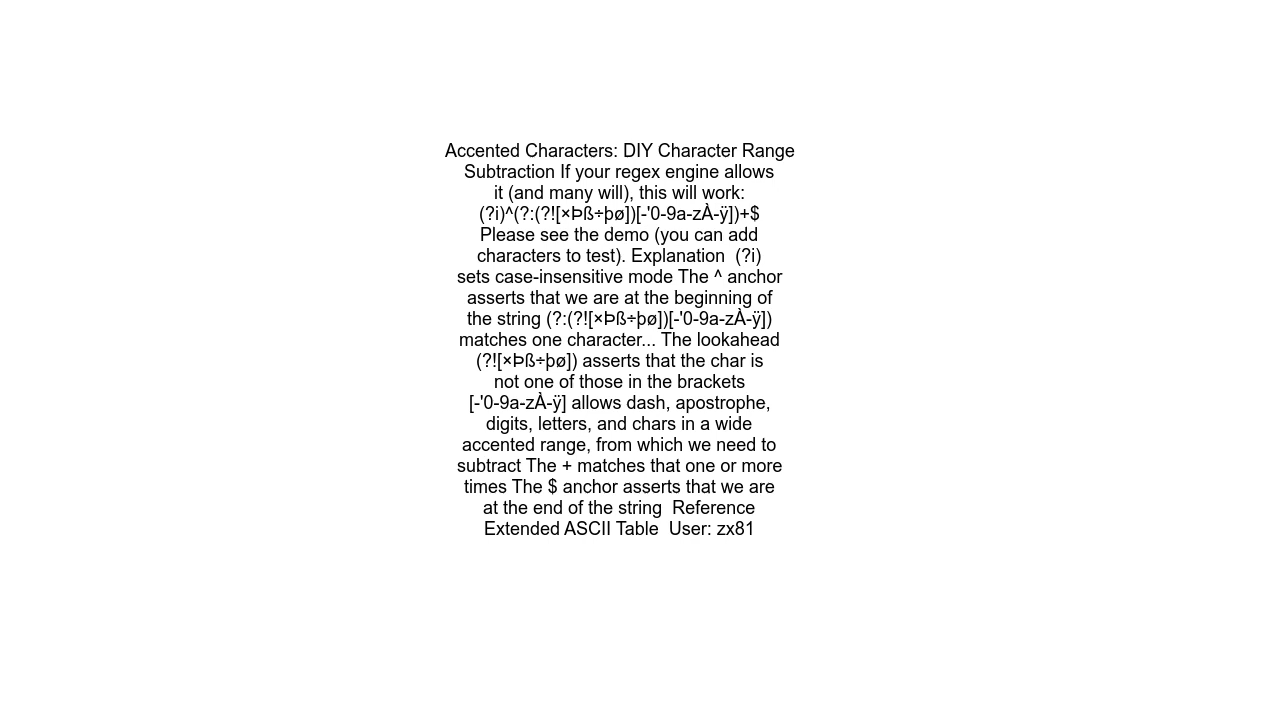 Accented Characters: DIY Character Range
Subtraction If your regex engine allows
it (and many will), this will work:
(?i)^(?:(?![×Þß÷þø])[-'0-9a-zÀ-ÿ])+$
Please see the demo (you can add
characters to test). Explanation  (?i)
sets case-insensitive mode The ^ anchor
asserts that we are at the beginning of
the string (?:(?![×Þß÷þø])[-'0-9a-zÀ-ÿ])
matches one character... The lookahead
(?![×Þß÷þø]) asserts that the char is
not one of those in the brackets
[-'0-9a-zÀ-ÿ] allows dash, apostrophe,
digits, letters, and chars in a wide
accented range, from which we need to
subtract The + matches that one or more
times The $ anchor asserts that we are
at the end of the string  Reference
Extended ASCII Table  User: zx81